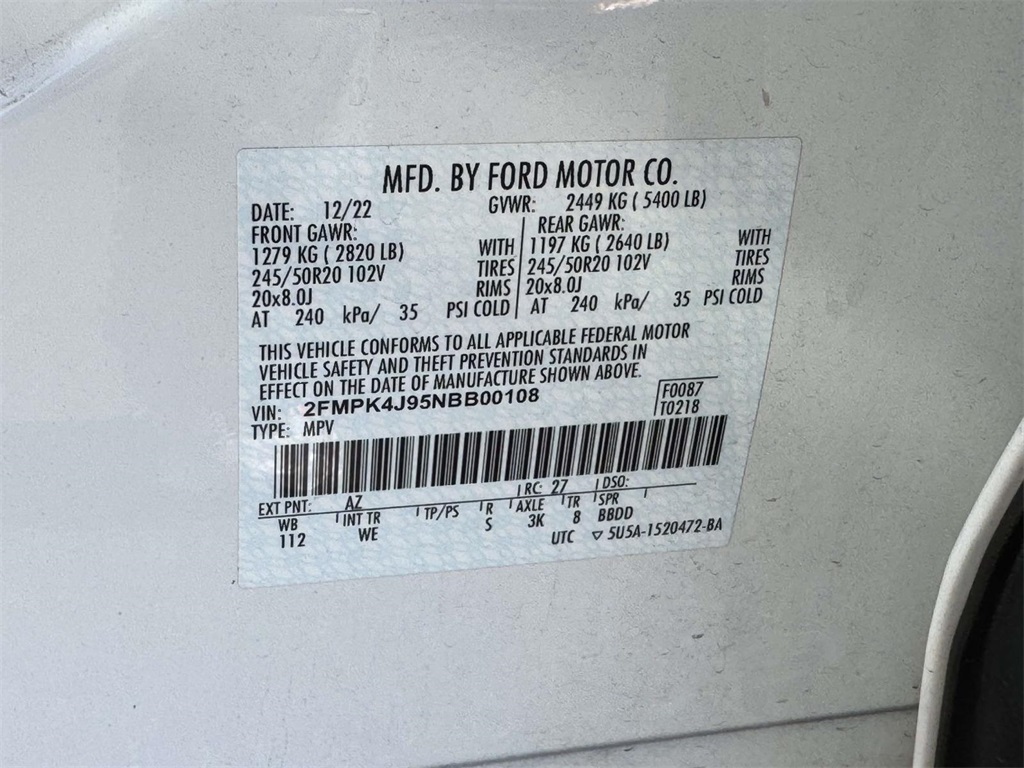 MFD. BY FORD MOTOR CO.
DATE: 12/22 GVWR: 2449 KG ( 5400 LB)
FRONT GAWR: REAR GAWR:
1279 KG ( 2820 LB) WITH 1197 KG ( 2640 LB) WITH
245/50R20 102V TIRES 245/50R20 102V TIRES
20x8.0J RIMS 20x8.0J RIMS
AT 240 kPa/ 35 PSI COLD AT 240 kPa/ 35 PSI COLD
THIS VEHICLE CONFORMS TO ALL APPLICABLE FEDERAL MOTOR
VEHICLE SAFETY AND THEFT PREVENTION STANDARDS IN
EFFECT ON THE DATE OF MANUFACTURE SHOWN ABOVE.
VIN: 2FMPK4J95NBB00108 F0087
TYPE: MPV T0218
EXT PNT: AZ RC: 27 DSO:
WB INT TR TP/PS R AXLE TR SPR
112 WE S 3K 8 BBDD
UTC ▽ 5U5A-1520472-BA